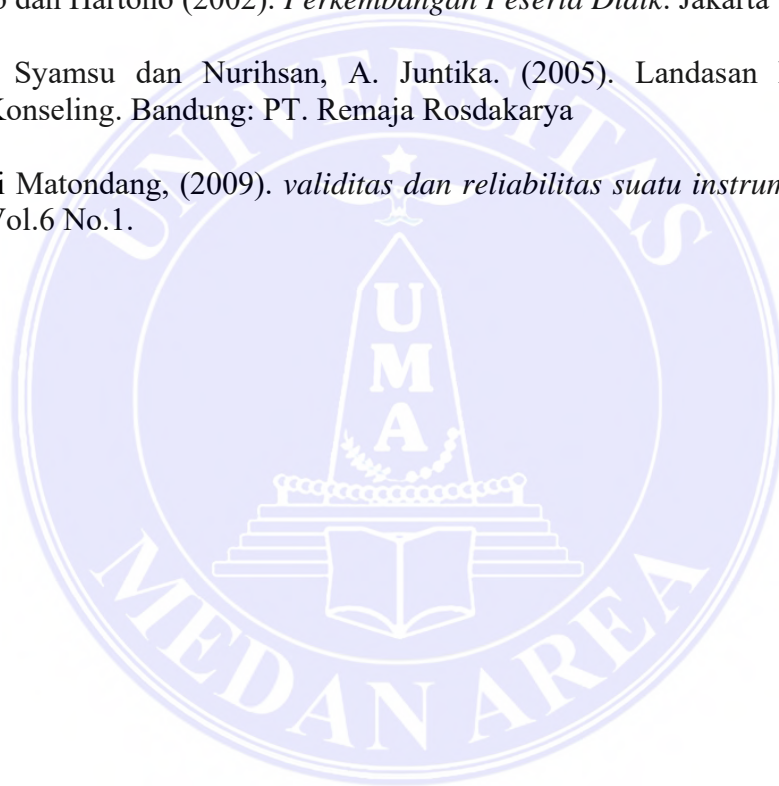 dan Hartono (2002). Perkembangan Peserta Didik. Jakarta
Syamsu dan Nurihsan, A. Juntika. (2005). Landasan
Konseling. Bandung: PT. Remaja Rosdakarya
i Matondang, (2009). validitas dan reliabilitas suatu instrum
Vol.6 No.1.
UNIVERSITAS
U
M
A
MEDAN AREA